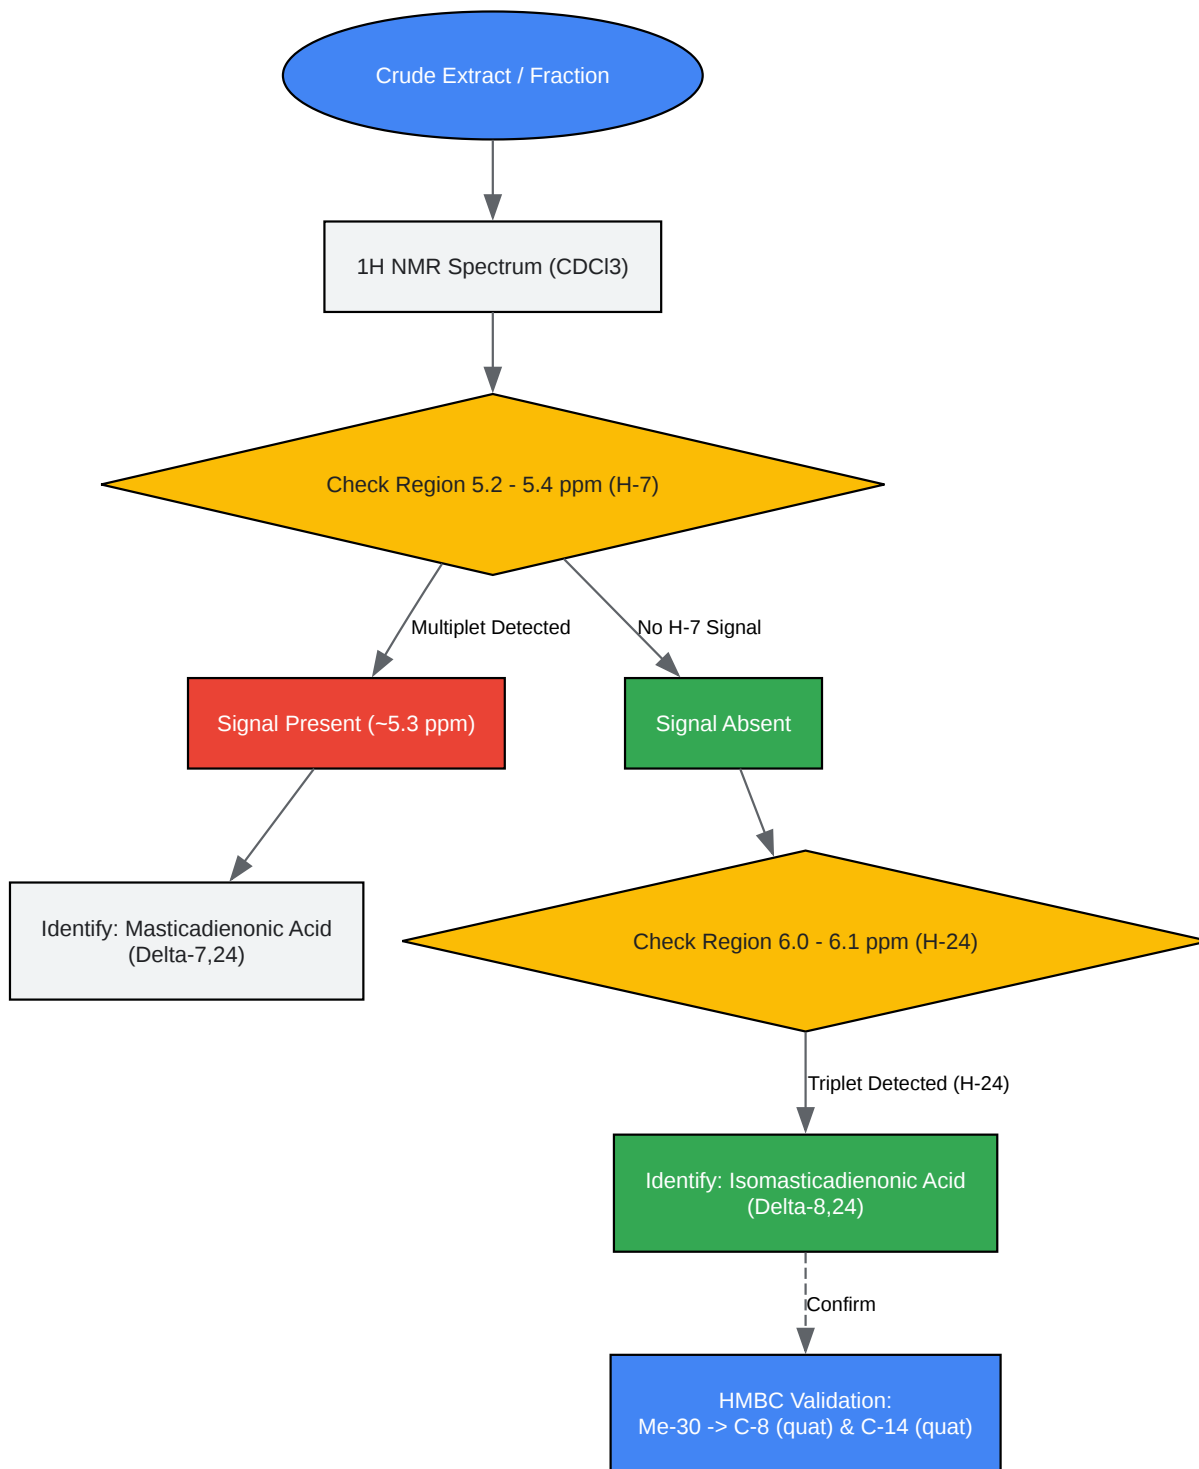 Crude Extract / Fraction
1H NMR Spectrum (CDCl3)
Check Region 5.2 - 5.4 ppm (H-7)
Multiplet Detected
No H-7 Signal
Signal Present (~5.3 ppm)
Signal Absent
Identify: Masticadienonic Acid
(Delta-7,24)
Check Region 6.0 - 6.1 ppm (H-24)
Triplet Detected (H-24)
Identify: Isomasticadienonic Acid
(Delta-8,24)
Confirm
HMBC Validation:
Me-30 -> C-8 (quat) & C-14 (quat)